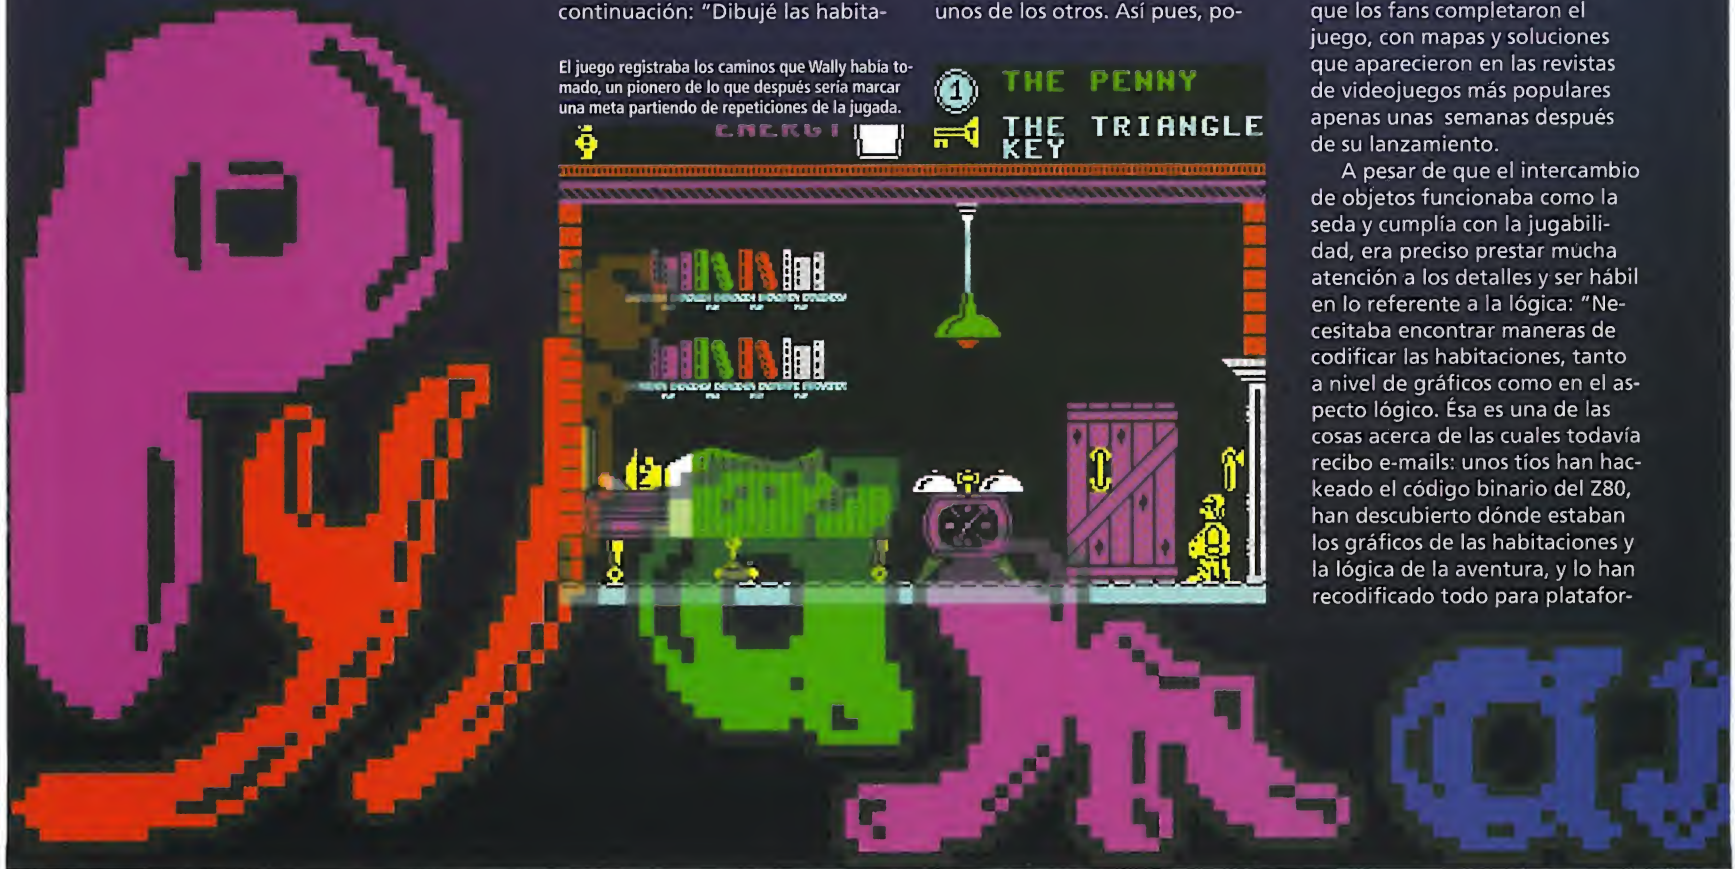 continuación: "Dibujé las habita-
El juego registraba los caminos que Wally había to-
mado, un pionero de lo que después sería marcar
una meta partiendo de repeticiones de la jugada.
unos de los otros. Así pues, po-
ENERGY
1
THE PENNY
THE TRIANGLE
KEY
que los fans completaron el
juego, con mapas y soluciones
que aparecieron en las revistas
de videojuegos más populares
apenas unas semanas después
de su lanzamiento.
A pesar de que el intercambio
de objetos funcionaba como la
seda y cumplía con la jugabili-
dad, era preciso prestar mucha
atención a los detalles y ser hábil
en lo referente a la lógica: "Ne-
cesitaba encontrar maneras de
codificar las habitaciones, tanto
a nivel de gráficos como en el as-
pecto lógico. Ésa es una de las
cosas acerca de las cuales todavía
recibo e-mails: unos tíos han hac-
keado el código binario del Z80,
han descubierto dónde estaban
los gráficos de las habitaciones y
la lógica de la aventura, y lo han
recodificado todo para platafor-
Pyjama